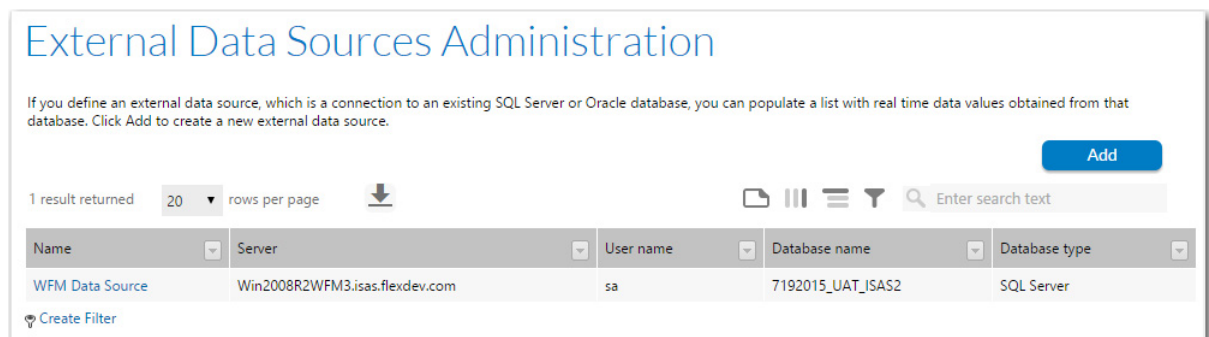 External Data Sources Administration
If you define an external data source, which is a connection to an existing SQL Server or Oracle database, you can populate a list with real time data values obtained from that
database. Click Add to create a new external data source.
Add
1 result returned 20 rows per page Enter search text
Name Server User name Database name Database type
WFM Data Source Win2008R2WFM3.isas.flexdev.com sa 7192015_UAT_ISAS2 SQL Server
Create Filter